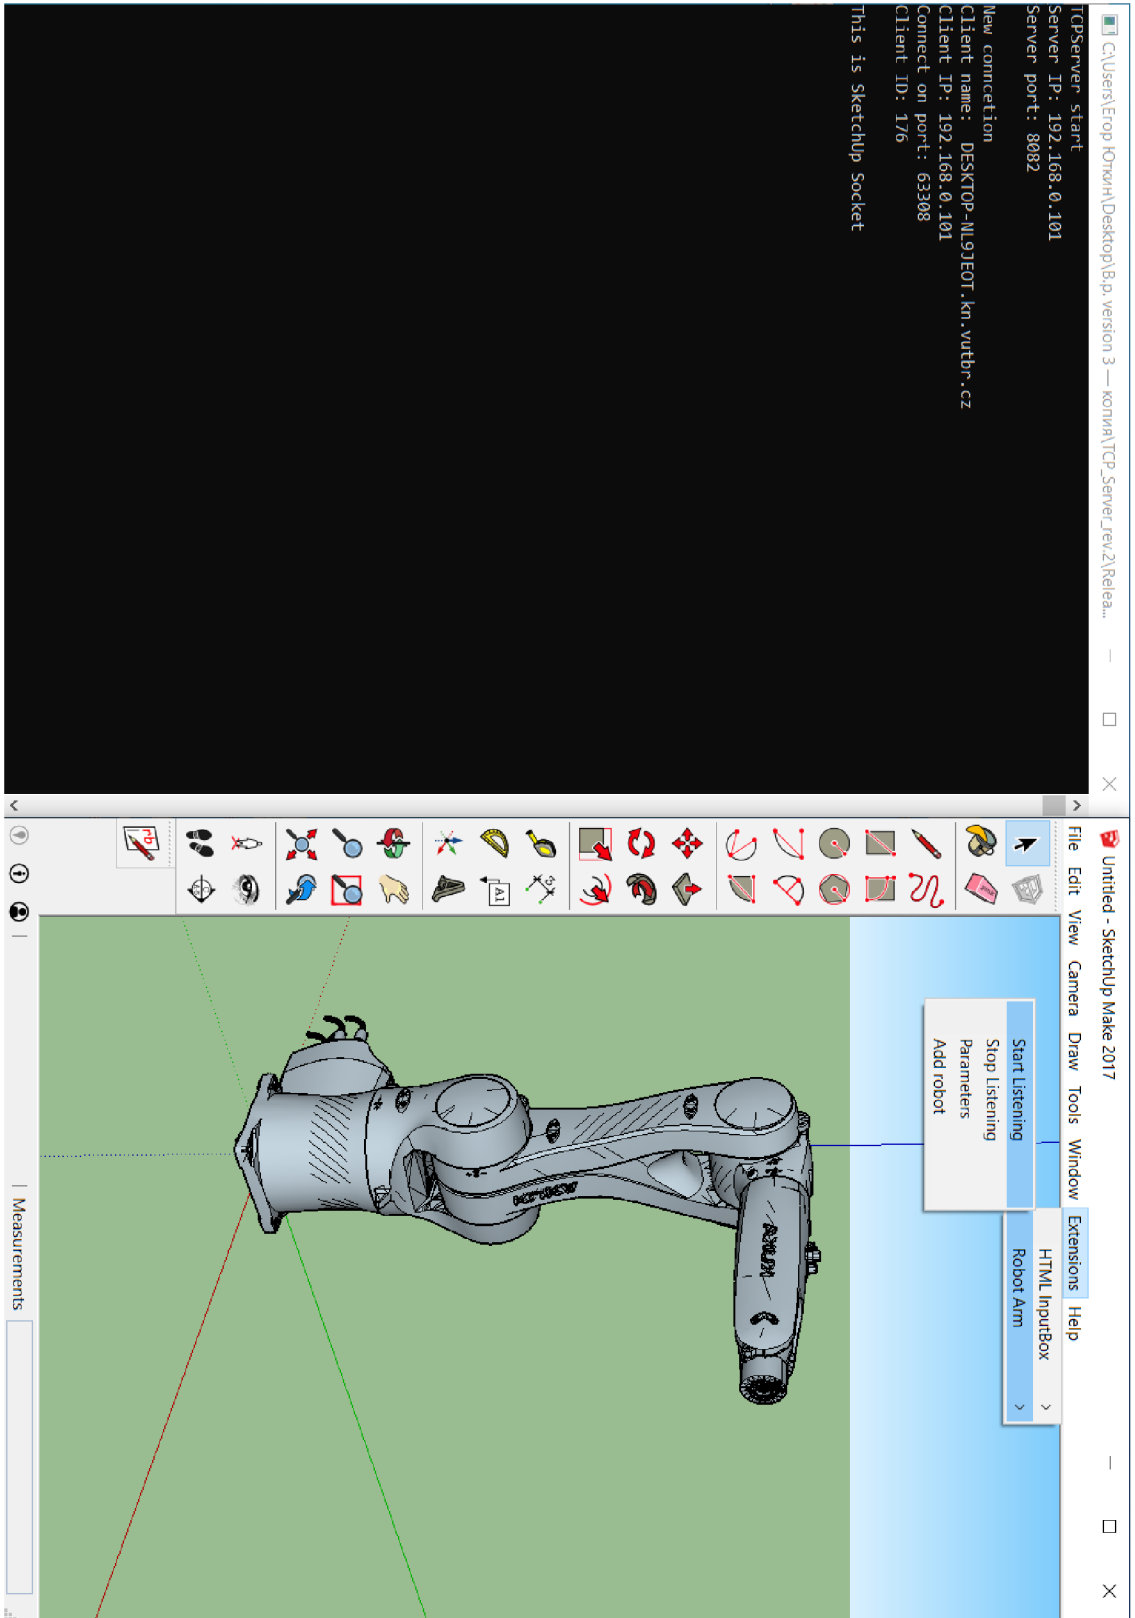 C:\Users\Егор Юткин\Desktop\B.p. version 3 — копия\TCP_Server_rev.2\Relea...
TCPServer start
Server IP: 192.168.0.101
Server port: 8082
New conncetion
Client name: DESKTOP-NL9JEOT.kn.vutbr.cz
Client IP: 192.168.0.101
Connect on port: 63308
Client ID: 176
This is SketchUp Socket
Untitled - SketchUp Make 2017
File Edit View Camera Draw Tools Window Extensions Help
HTML InputBox
Robot Arm
Start Listening
Stop Listening
Parameters
Add robot
A1
rb
Measurements